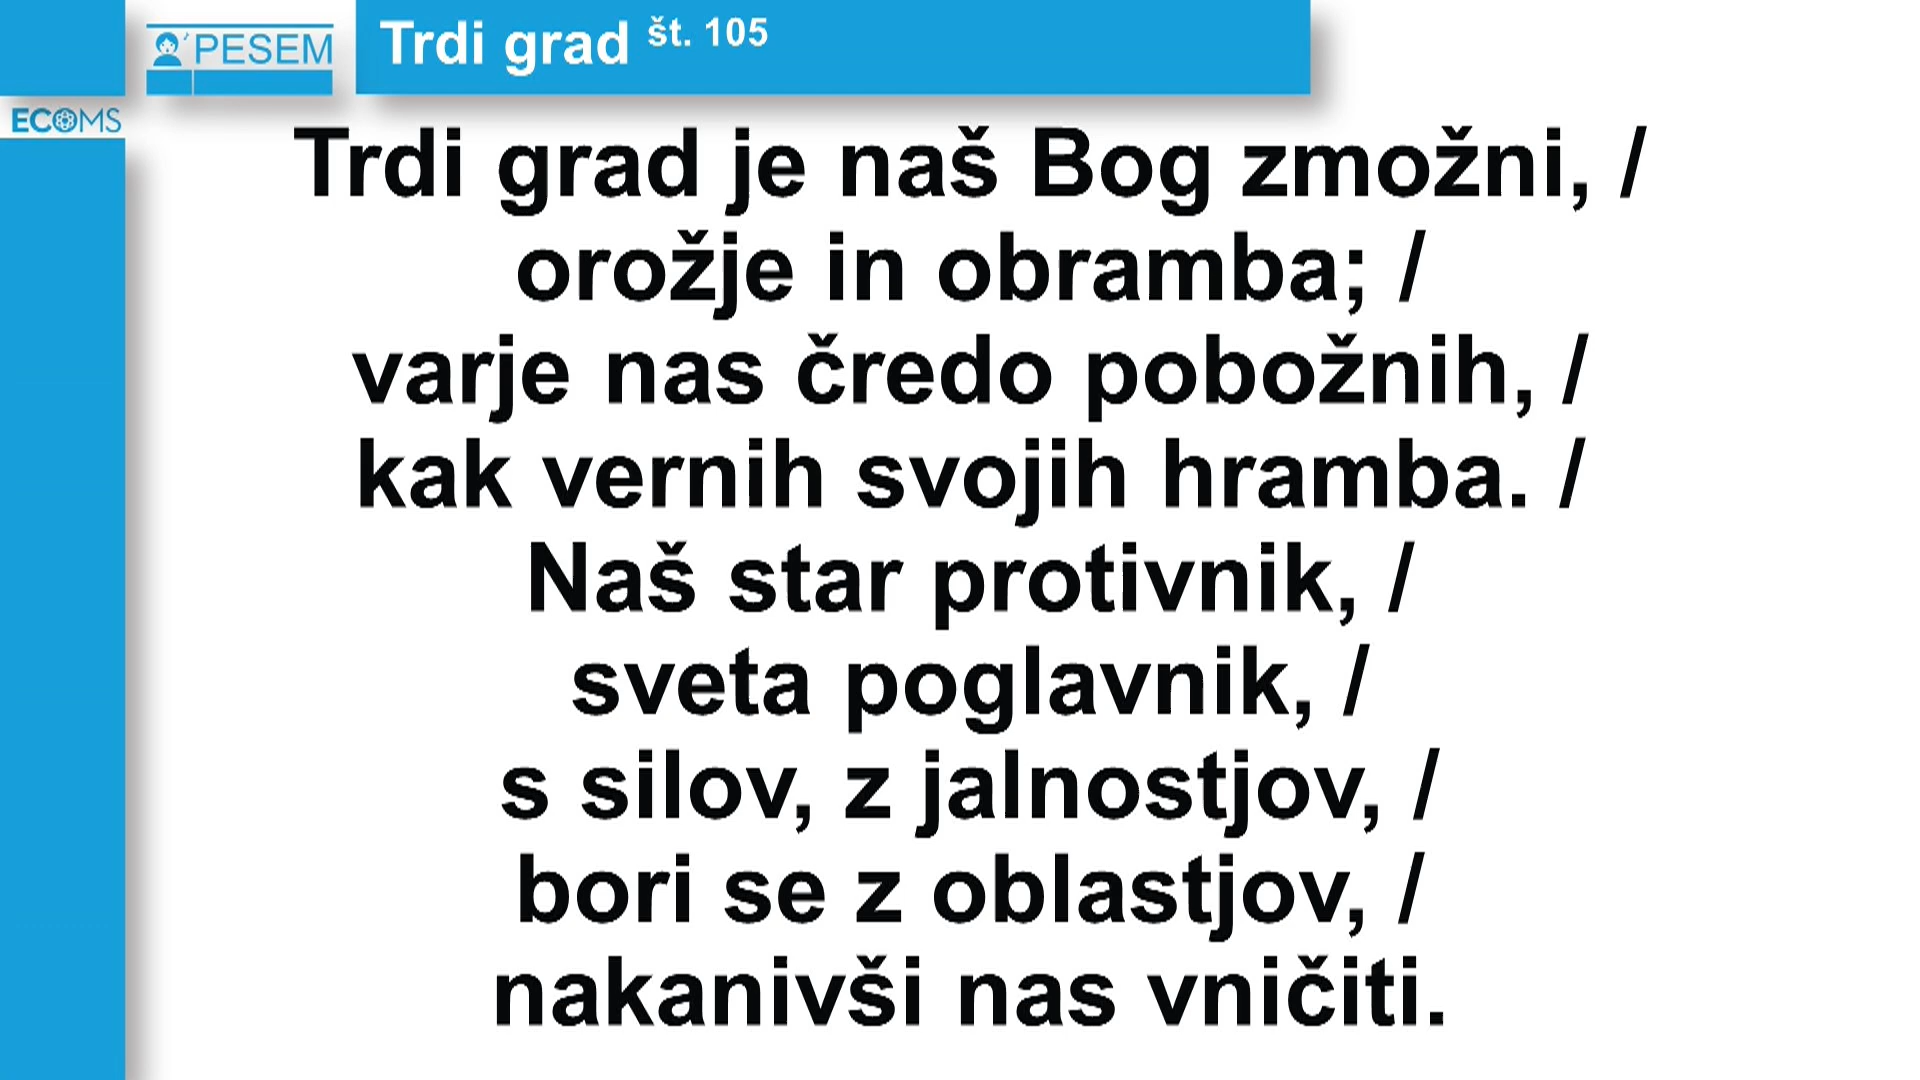 PESEM
Trdi grad št. 105
ECOMS
Trdi grad je naš Bog zmožni, /
orožje in obramba; /
varje nas čredo pobožnih, /
kak vernih svojih hramba. /
Naš star protivnik, /
sveta poglavnik, /
s silov, z jalnostjov, /
bori se z oblastjov, /
nakanivši nas vničiti.